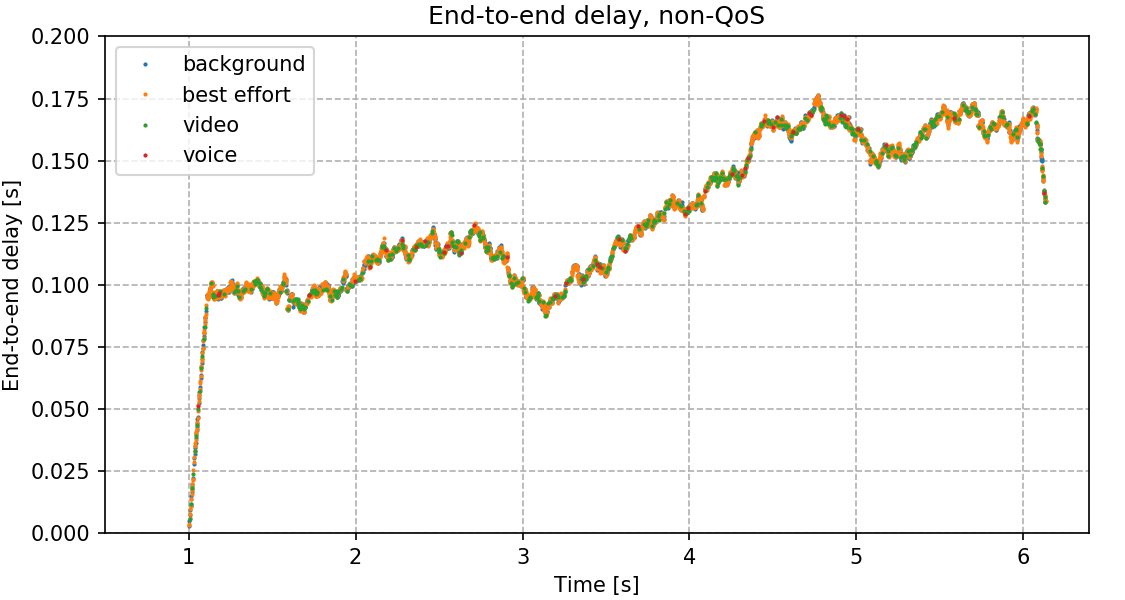 End-to-end delay, non-QoS
0.200
0.175
0.150
0.125
0.100
0.075
0.050
0.025
0.000
End-to-end delay [s]
background
best effort
video
voice
1 2 3 4 5 6
Time [s]